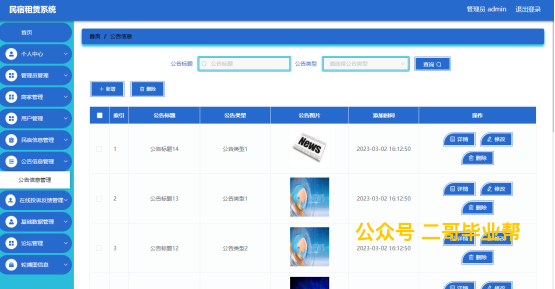 民宿租赁系统
管理员 admin 退出登录
首页
个人中心
管理员管理
商家管理
用户管理
民宿信息管理
公告信息管理
公告信息管理
在线投诉反馈管理
基础数据管理
论坛管理
轮播图信息
首页 / 公告信息
公告标题 公告标题 公告类型 请选择公告类型 查询
+ 新增 删除
索引 公告标题 公告类型 公告图片 添加时间 操作
1 公告标题14 公告类型1 News 2023-03-02 16:12:50 详情 修改
删除
2 公告标题13 公告类型1 2023-03-02 16:12:50 详情 修改
删除
3 公告标题12 公告类型2 2023-03-02 16:12:50 详情 修改
删除
公众号 二哥毕业帮
详情 修改